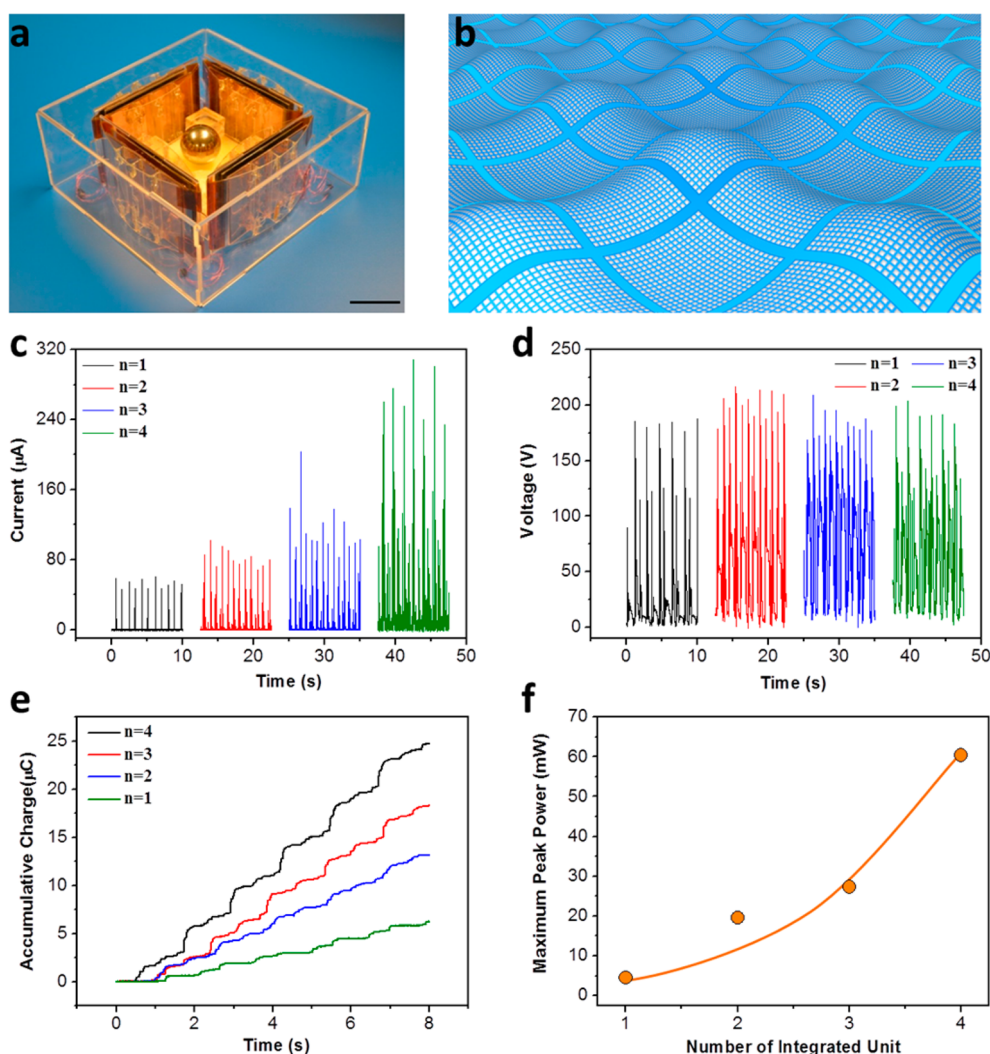 a
b
c
320
240
160
80
0
Current (μA)
n=1
n=2
n=3
n=4
0
10
20
30
40
50
Time (s)
d
250
200
150
100
50
0
Voltage (V)
n=1
n=3
n=2
n=4
0
10
20
30
40
50
Time (s)
e
25
20
15
10
5
0
Accumulative Charge(μC)
n=4
n=3
n=2
n=1
0
2
4
6
8
Time (s)
f
70
60
50
40
30
20
10
0
Maximum Peak Power (mW)
1
2
3
4
Number of Integrated Unit